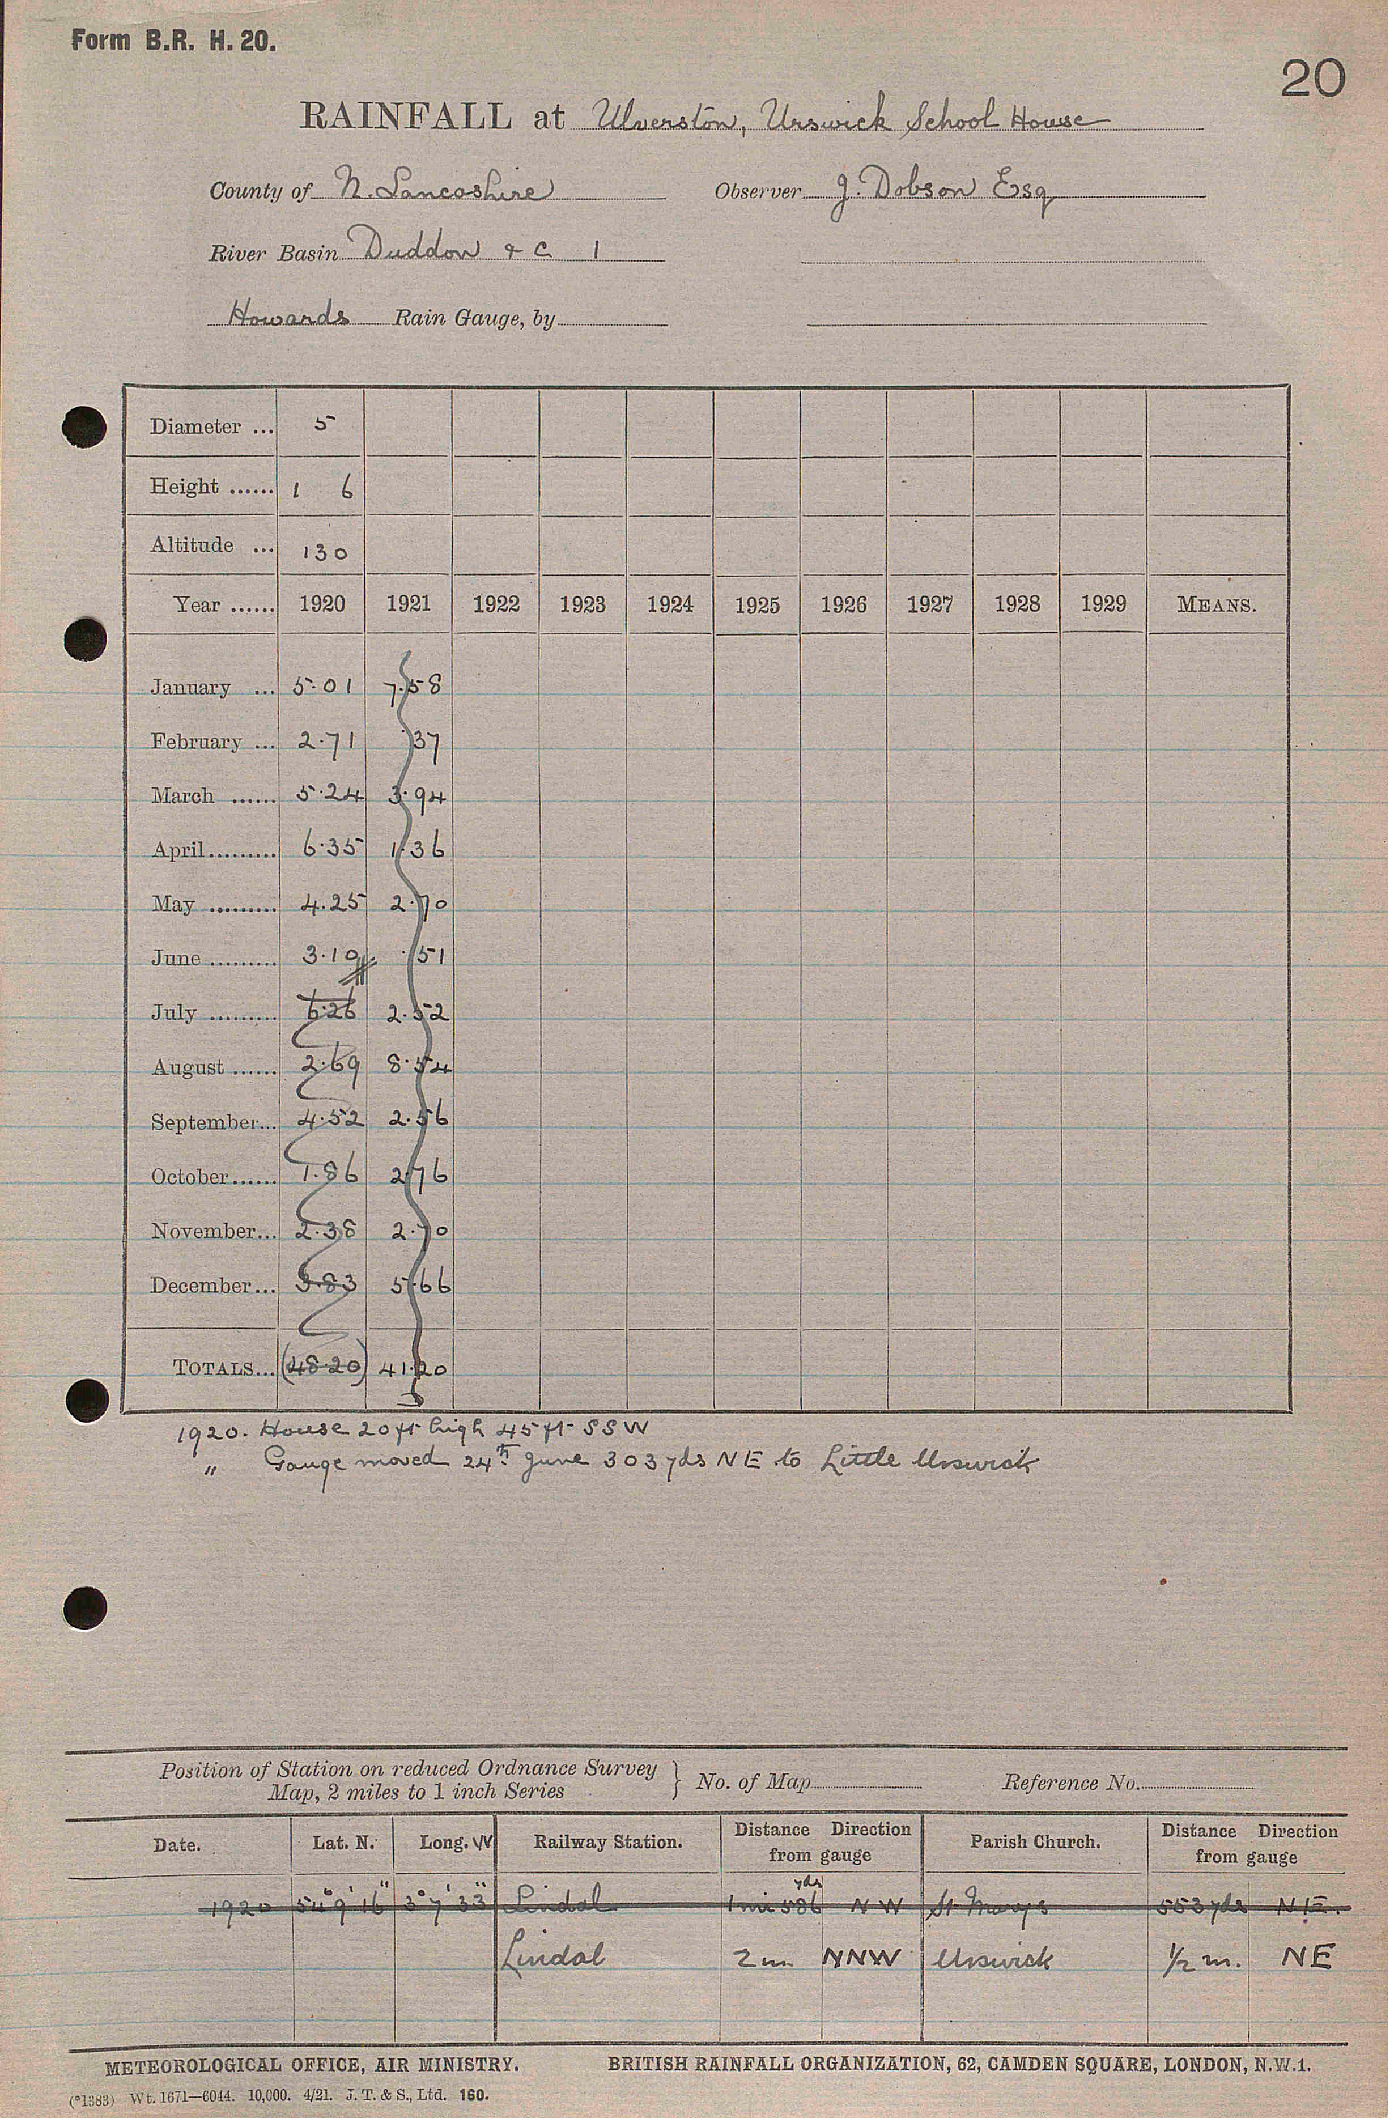 Form B.R. H. 20.
20
RAINFALL at Ulverston, Urswick School House
County of N. Lancashire Observer J. Dobson Esq
River Basin Duddon & C 1
Howards Rain Gauge, by
Diameter ... 5
Height ...... 1 6
Altitude ... 130
Year ...... 1920 1921 1922 1923 1924 1925 1926 1927 1928 1929 MEANS.
January ... 5.01 7.58
February ... 2.71 .37
March ...... 5.24 3.94
April ......... 6.35 1.36
May ......... 4.25 2.70
June ......... 3.10 .51
July ......... 6.26 2.52
August ...... 2.69 8.54
September... 4.52 2.56
October...... 1.86 2.76
November... 2.38 2.70
December... 3.83 5.66
TOTALS... (48.20) 41.20
1920. House 20 ft high 45 ft SSW
" Gauge moved 24th June 303 yds NE to Little Urswick
Position of Station on reduced Ordnance Survey
Map, 2 miles to 1 inch Series } No. of Map Reference No.
Date. Lat. N. Long. W Railway Station. Distance Direction from gauge Parish Church. Distance Direction from gauge
1920 54° 9' 16" 3° 7' 33" Lindal 1 mi 586 yds NW St Marys 553 yds NE.
Lindal 2 m. NNW Urswick 1/2 m. NE
METEOROLOGICAL OFFICE, AIR MINISTRY. BRITISH RAINFALL ORGANIZATION, 62, CAMDEN SQUARE, LONDON, N.W.1.
(*1383) Wt. 1671—6044. 10,000. 4/21. J. T. & S., Ltd. 160.